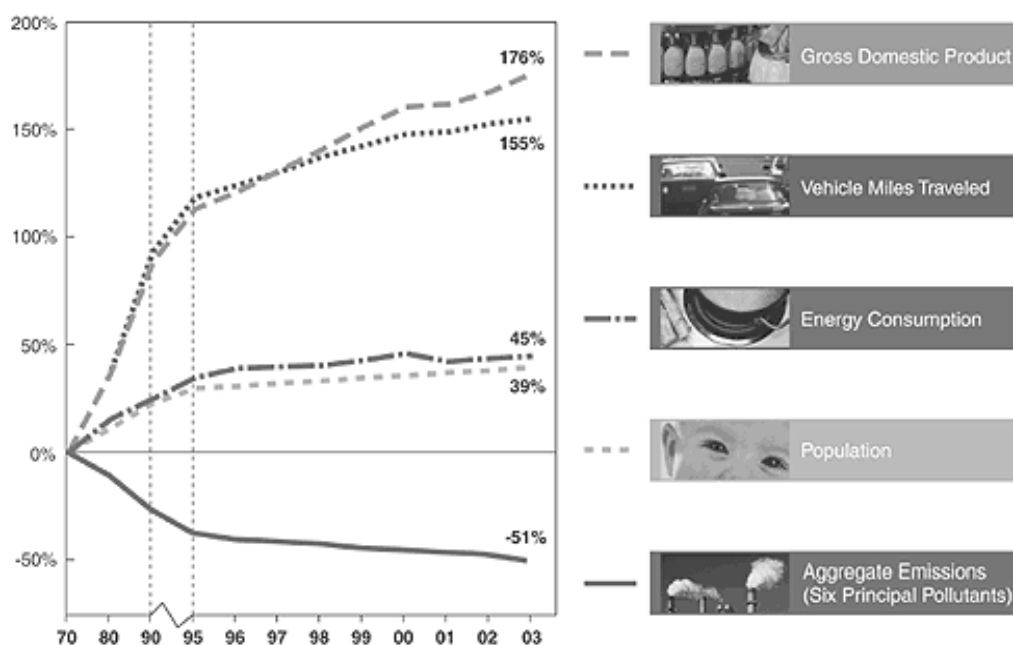 200%
150%
100%
50%
0%
-50%
176%
155%
45%
39%
-51%
70 80 90 95 96 97 98 99 00 01 02 03
Gross Domestic Product
Vehicle Miles Traveled
Energy Consumption
Population
Aggregate Emissions
(Six Principal Pollutants)